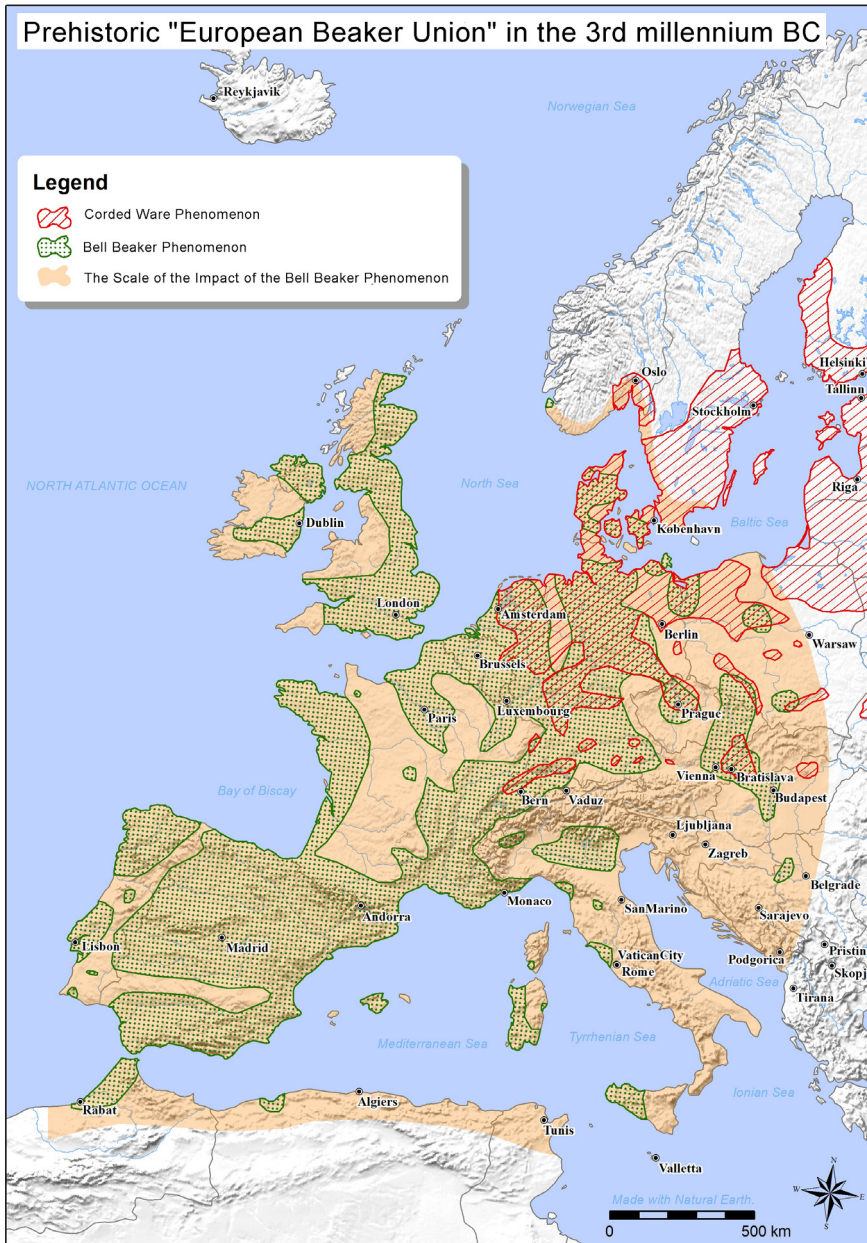 Prehistoric "European Beaker Union" in the 3rd millennium BC
Reykjavik
Norwegian Sea
Legend
Corded Ware Phenomenon
Bell Beaker Phenomenon
The Scale of the Impact of the Bell Beaker Phenomenon
Helsinki
Oslo
Tallinn
Stockholm
NORTH ATLANTIC OCEAN
North Sea
Riga
Dublin
København
Baltic Sea
London
Amsterdam
Berlin
Warsaw
Brussels
Paris
Luxembourg
Prague
Vienna
Bratislava
Bay of Biscay
Bern
Vaduz
Budapest
Ljubljana
Zagreb
Belgrade
Monaco
Andorra
SanMarino
Sarajevo
Lisbon
Madrid
VaticanCity
Podgorica
Pristin
Rome
Skopj
Adriatic Sea
Tirana
Mediterranean Sea
Tyrrhenian Sea
Ionian Sea
Rabat
Algiers
Tunis
Valletta
N
W
E
S
Made with Natural Earth.
0
500 km